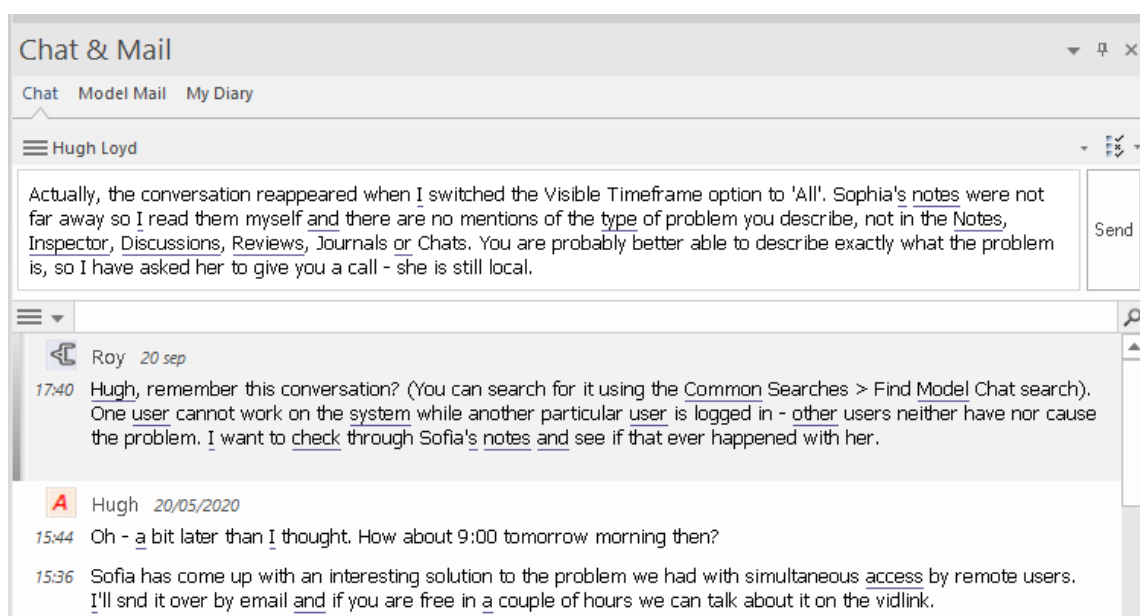 Chat & Mail
Chat Model Mail My Diary
Hugh Loyd
Actually, the conversation reappeared when I switched the Visible Timeframe option to 'All'. Sophia's notes were not
far away so I read them myself and there are no mentions of the type of problem you describe, not in the Notes,
Inspector, Discussions, Reviews, Journals or Chats. You are probably better able to describe exactly what the problem
is, so I have asked her to give you a call - she is still local.
Send
Roy 20 sep
17:40 Hugh, remember this conversation? (You can search for it using the Common Searches > Find Model Chat search).
One user cannot work on the system while another particular user is logged in - other users neither have nor cause
the problem. I want to check through Sofia's notes and see if that ever happened with her.
A Hugh 20/05/2020
15:44 Oh - a bit later than I thought. How about 9:00 tomorrow morning then?
15:36 Sofia has come up with an interesting solution to the problem we had with simultaneous access by remote users.
I'll snd it over by email and if you are free in a couple of hours we can talk about it on the vidlink.